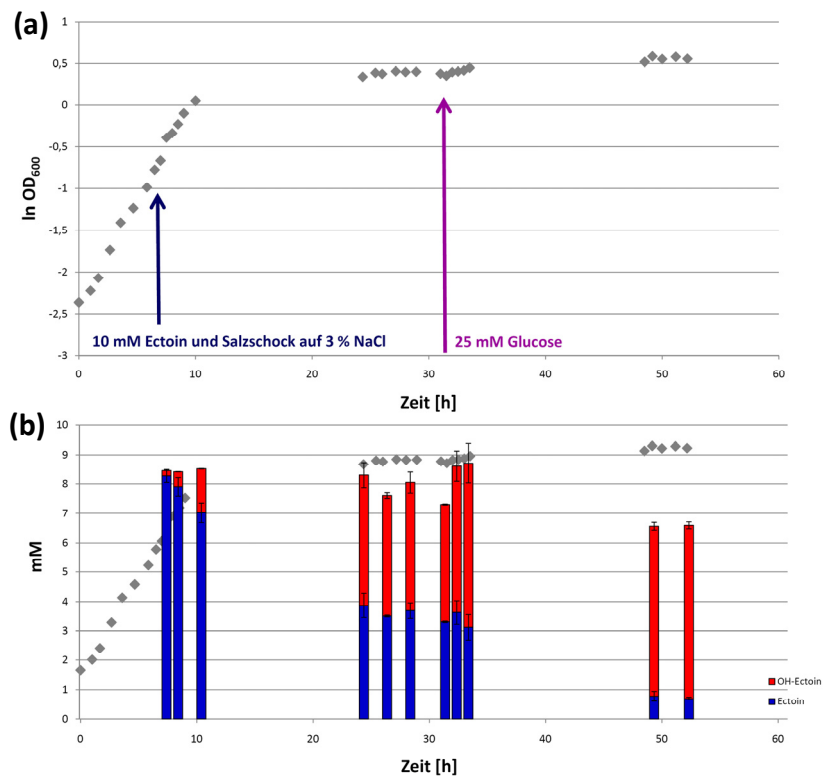 (a)
1
0,5
0
-0,5
-1
-1,5
-2
-2,5
-3
ln OD600
10 mM Ectoin und Salzschock auf 3 % NaCl
25 mM Glucose
0 10 20 30 40 50 60
Zeit [h]
(b)
10
9
8
7
6
5
4
3
2
1
0
mM
OH-Ectoin
Ectoin
0 10 20 30 40 50 60
Zeit [h]